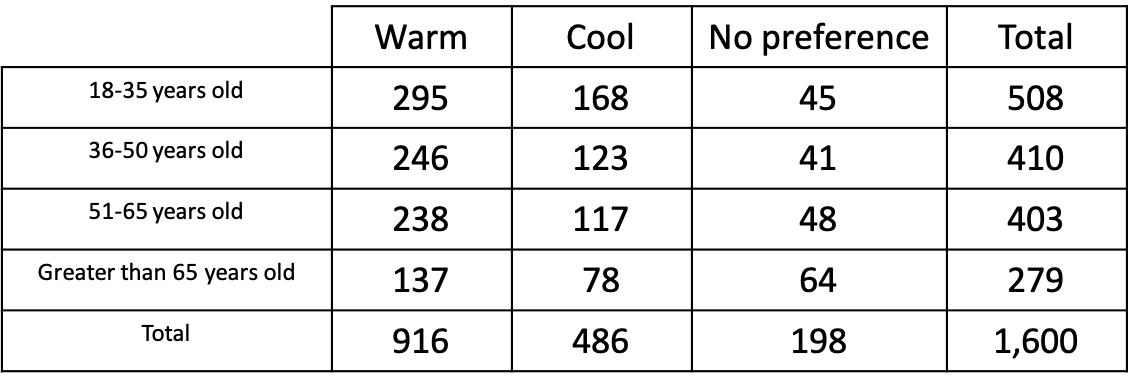 Warm Cool No preference Total
18-35 years old 295 168 45 508
36-50 years old 246 123 41 410
51-65 years old 238 117 48 403
Greater than 65 years old 137 78 64 279
Total 916 486 198 1,600